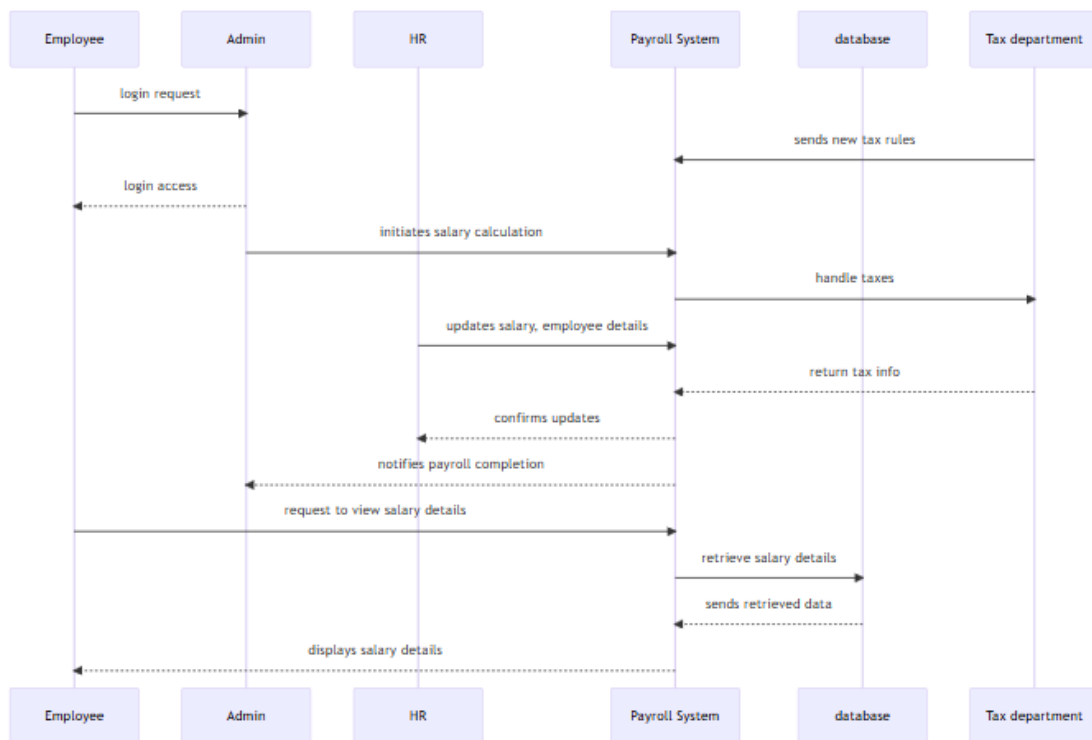 Employee
Admin
HR
Payroll System
database
Tax department
login request
sends new tax rules
login access
initiates salary calculation
handle taxes
updates salary, employee details
return tax info
confirms updates
notifies payroll completion
request to view salary details
retrieve salary details
sends retrieved data
displays salary details
Employee
Admin
HR
Payroll System
database
Tax department